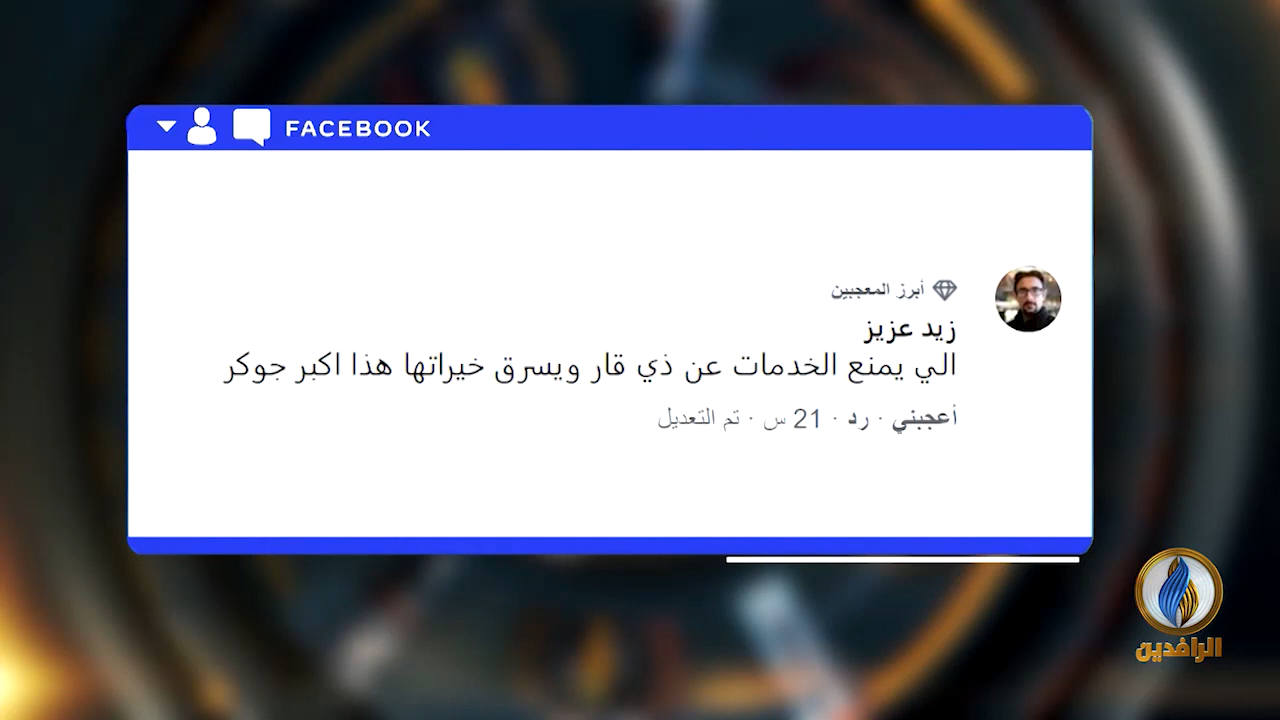 FACEBOOK
أبرز المعجبين
زيد عزيز
الي يمنع الخدمات عن ذي قار ويسرق خيراتها هذا اكبر جوكر
أعجبني · رد · 21 س · تم التعديل
الرافدين